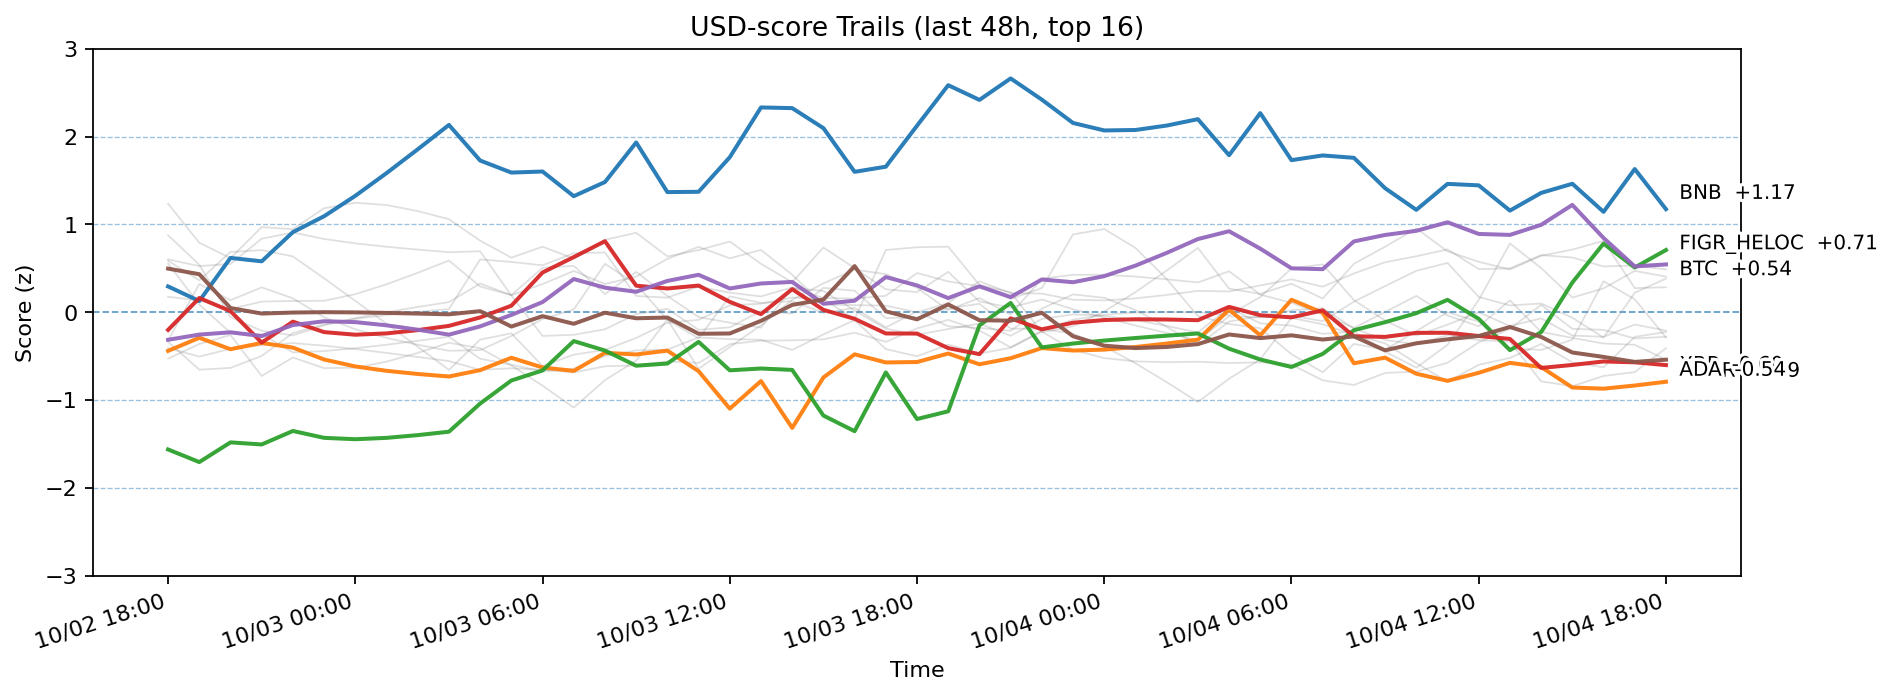 USD-score Trails (last 48h, top 16)
Score (z)
3
2
1
0
−1
−2
−3
BNB +1.17
FIGR_HELOC +0.71
BTC +0.54
10/02 18:00
10/03 00:00
10/03 06:00
10/03 12:00
10/03 18:00
10/04 00:00
10/04 06:00
10/04 12:00
10/04 18:00
Time